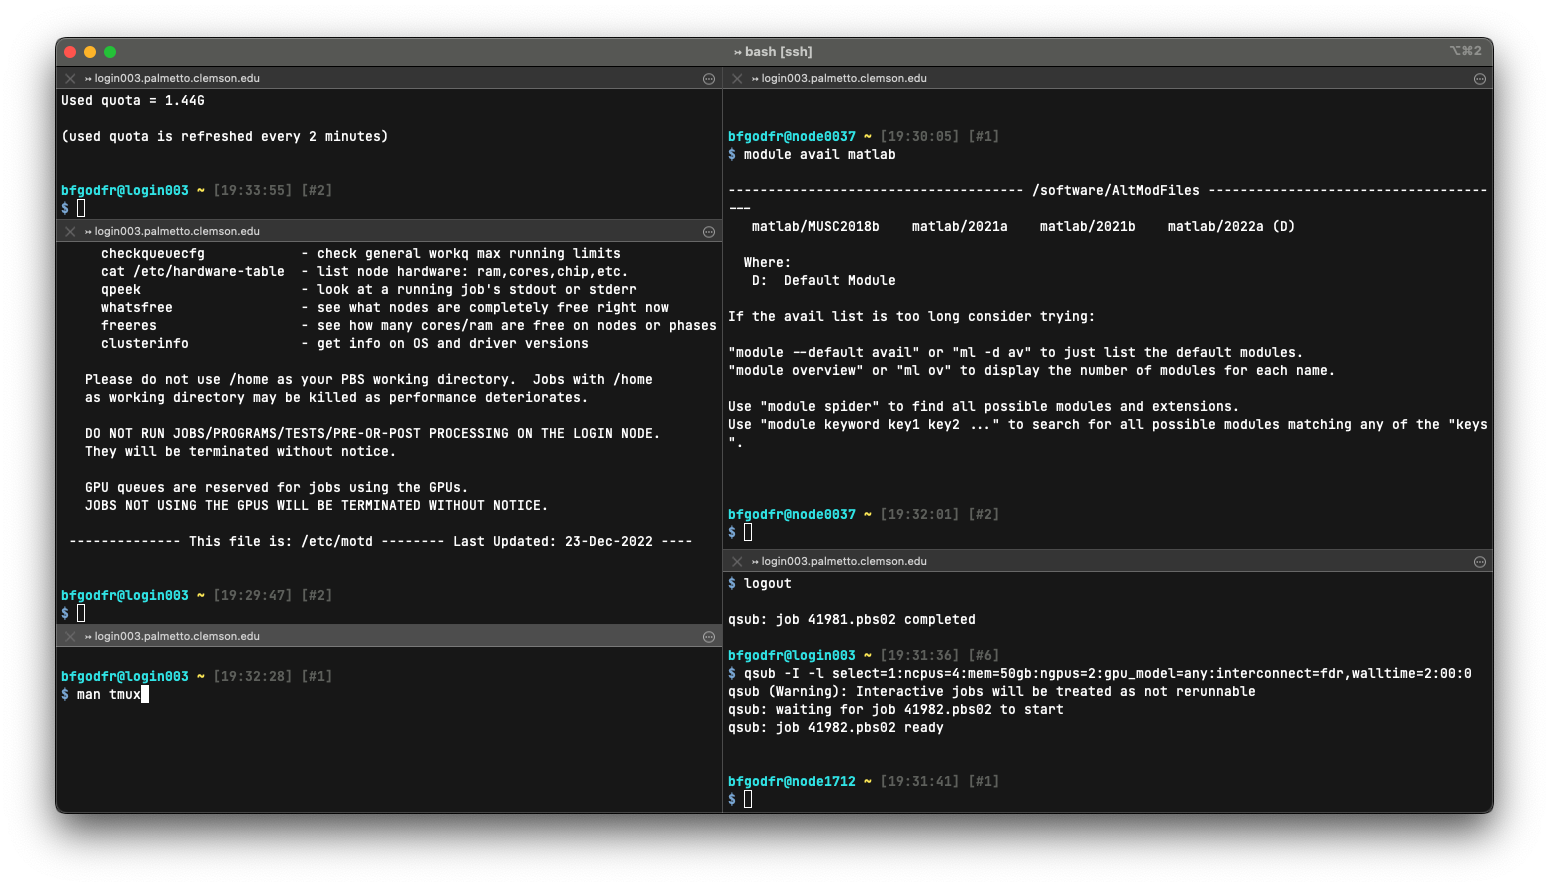 ↣ bash [ssh]
⌥⌘2
↣ login003.palmetto.clemson.edu
Used quota = 1.44G
(used quota is refreshed every 2 minutes)
bfgodfr@login003 ~ [19:33:55] [#2]
$
↣ login003.palmetto.clemson.edu
checkqueuecfg            - check general workq max running limits
cat /etc/hardware-table  - list node hardware: ram,cores,chip,etc.
qpeek                    - look at a running job's stdout or stderr
whatsfree                - see what nodes are completely free right now
freeres                  - see how many cores/ram are free on nodes or phases
clusterinfo              - get info on OS and driver versions
Please do not use /home as your PBS working directory.  Jobs with /home
as working directory may be killed as performance deteriorates.
DO NOT RUN JOBS/PROGRAMS/TESTS/PRE-OR-POST PROCESSING ON THE LOGIN NODE.
They will be terminated without notice.
GPU queues are reserved for jobs using the GPUs.
JOBS NOT USING THE GPUS WILL BE TERMINATED WITHOUT NOTICE.
-------------- This file is: /etc/motd -------- Last Updated: 23-Dec-2022 ----
bfgodfr@login003 ~ [19:29:47] [#2]
$
↣ login003.palmetto.clemson.edu
bfgodfr@login003 ~ [19:32:28] [#1]
$ man tmux
↣ login003.palmetto.clemson.edu
bfgodfr@node0037 ~ [19:30:05] [#1]
$ module avail matlab
------------------------------------- /software/AltModFiles -----------------------------------
---
matlab/MUSC2018b    matlab/2021a    matlab/2021b    matlab/2022a (D)
Where:
D:  Default Module
If the avail list is too long consider trying:
"module --default avail" or "ml -d av" to just list the default modules.
"module overview" or "ml ov" to display the number of modules for each name.
Use "module spider" to find all possible modules and extensions.
Use "module keyword key1 key2 ..." to search for all possible modules matching any of the "keys
".
bfgodfr@node0037 ~ [19:32:01] [#2]
$
↣ login003.palmetto.clemson.edu
$ logout
qsub: job 41981.pbs02 completed
bfgodfr@login003 ~ [19:31:36] [#6]
$ qsub -I -l select=1:ncpus=4:mem=50gb:ngpus=2:gpu_model=any:interconnect=fdr,walltime=2:00:0
qsub (Warning): Interactive jobs will be treated as not rerunnable
qsub: waiting for job 41982.pbs02 to start
qsub: job 41982.pbs02 ready
bfgodfr@node1712 ~ [19:31:41] [#1]
$